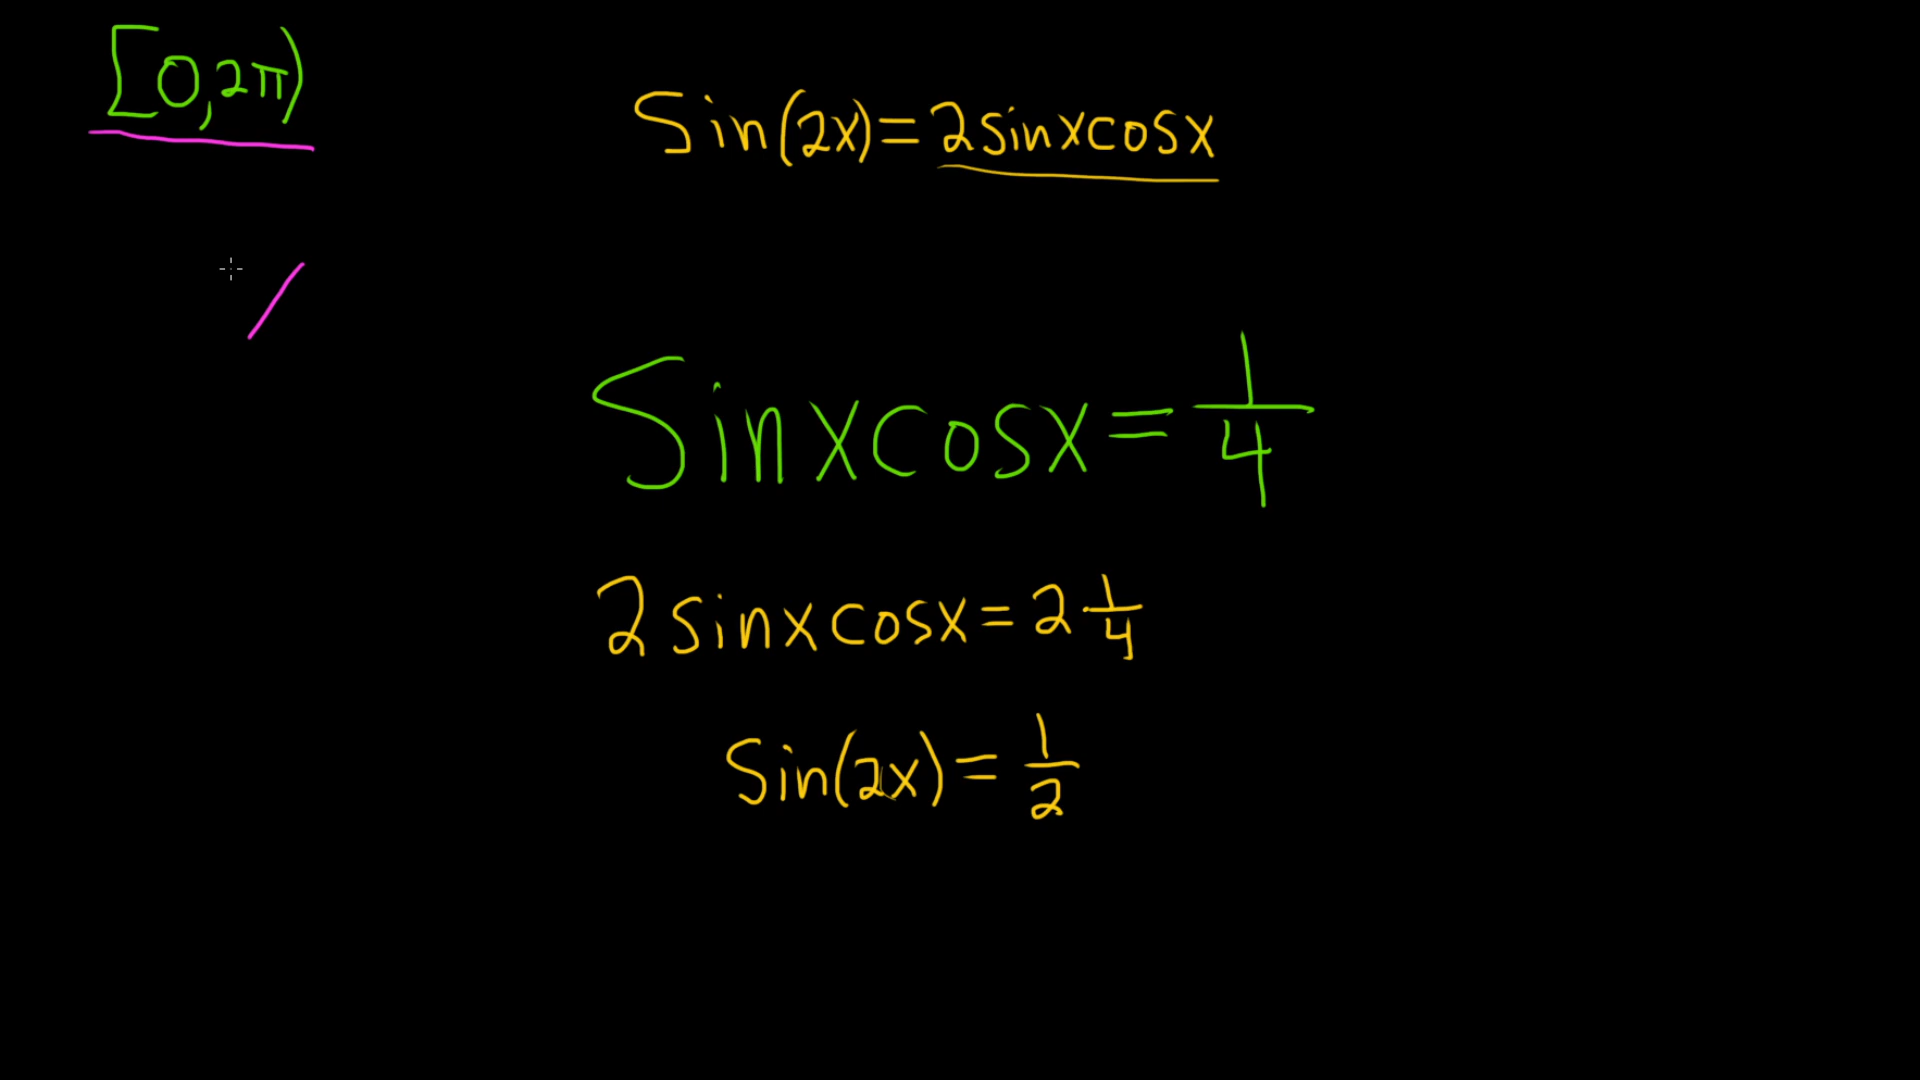 [0,2π)
Sin(2x)=2sinxcosx
Sinxcosx=1/4
2sinxcosx=2·1/4
Sin(2x)=1/2